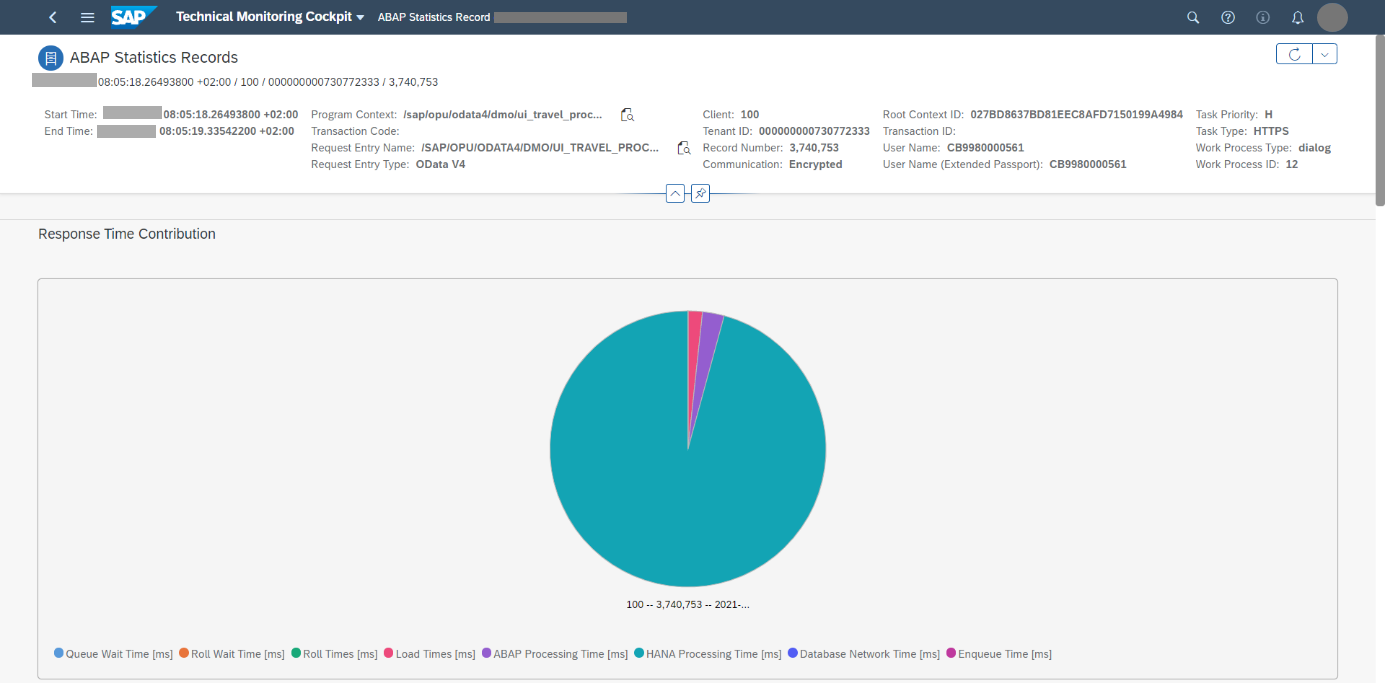 SAP Technical Monitoring Cockpit ABAP Statistics Record
ABAP Statistics Records
08:05:18.26493800 +02:00 / 100 / 000000000730772333 / 3,740,753
Start Time: 08:05:18.26493800 +02:00
End Time: 08:05:19.33542200 +02:00
Program Context: /sap/opu/odata4/dmo/ui_travel_proc...
Transaction Code:
Request Entry Name: /SAP/OPU/ODATA4/DMO/UI_TRAVEL_PROC...
Request Entry Type: OData V4
Client: 100
Tenant ID: 000000000730772333
Record Number: 3,740,753
Communication: Encrypted
Root Context ID: 027BD8637BD81EEC8AFD7150199A4984
Transaction ID:
User Name: CB9980000561
User Name (Extended Passport): CB9980000561
Task Priority: H
Task Type: HTTPS
Work Process Type: dialog
Work Process ID: 12
Response Time Contribution
100 -- 3,740,753 -- 2021-...
Queue Wait Time [ms] Roll Wait Time [ms] Roll Times [ms] Load Times [ms] ABAP Processing Time [ms] HANA Processing Time [ms] Database Network Time [ms] Enqueue Time [ms]